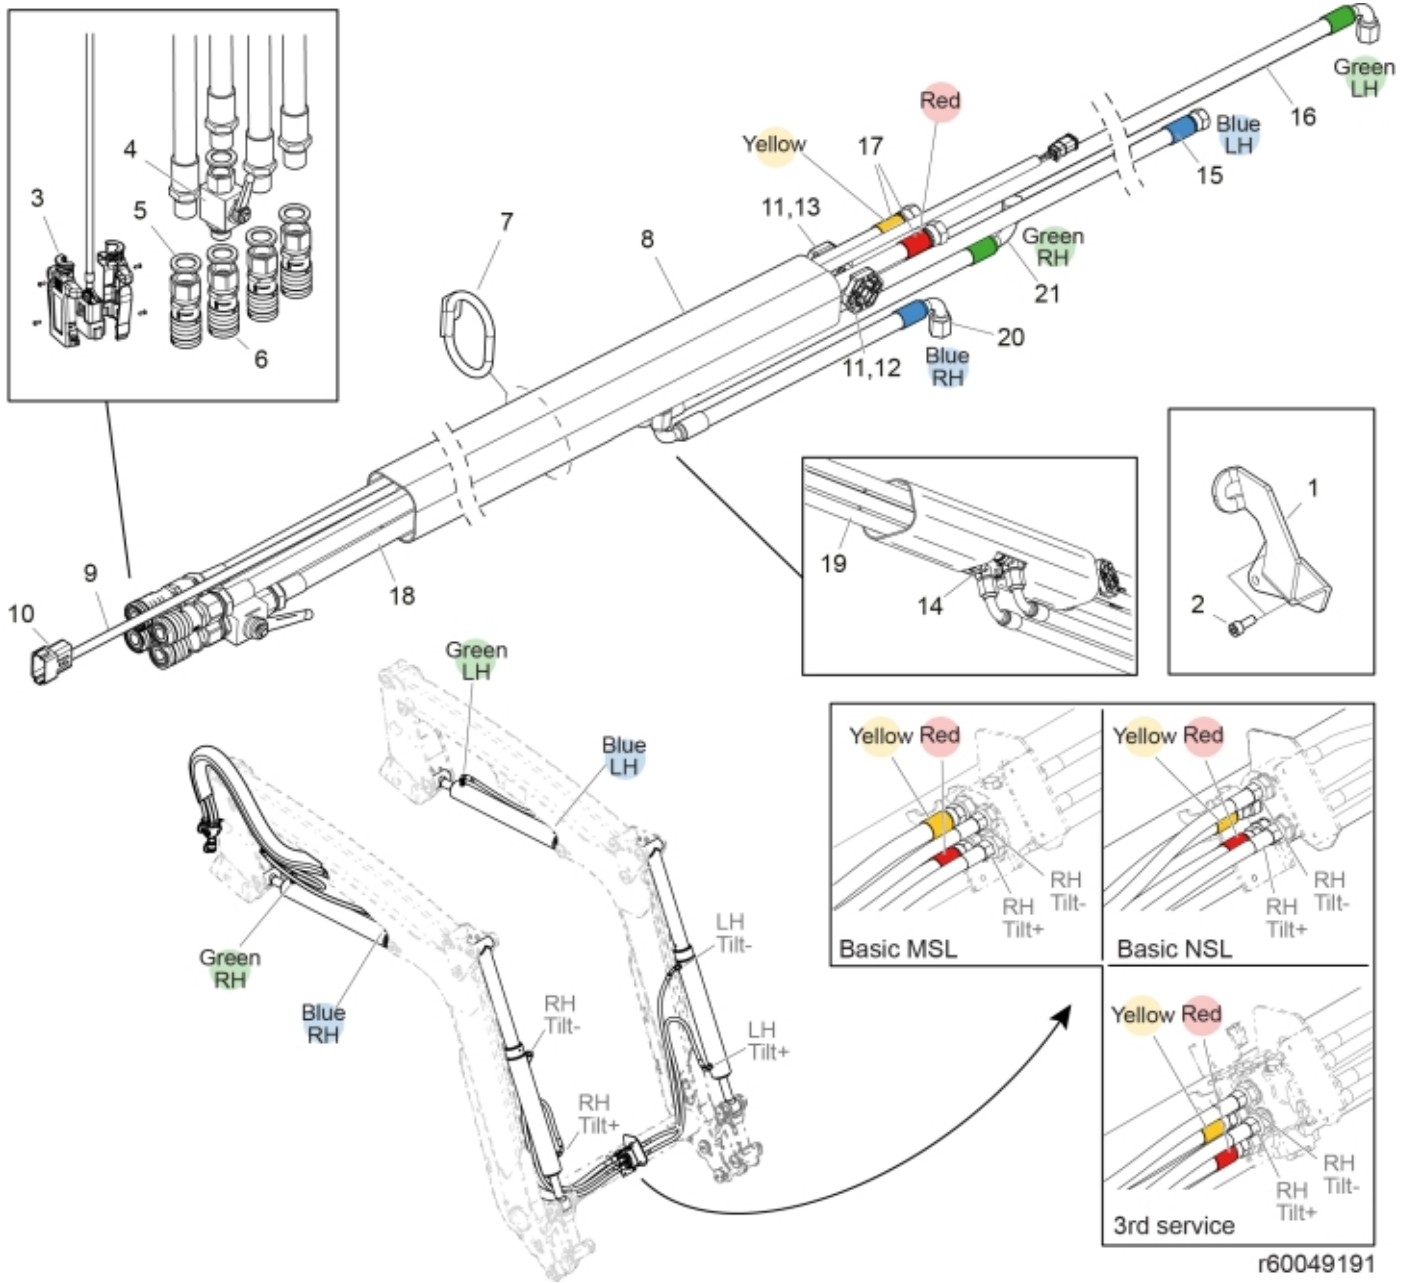 Green
LH
16
Red
Blue
LH
Yellow
17
15
4
3
5
11,13
7
8
Green
RH
21
6
20
11,12
Blue
RH
1
19
9
18
14
2
10
Green
LH
Blue
LH
Yellow Red
Yellow Red
RH
Tilt-
RH
Tilt+
RH
Tilt-
RH
Tilt+
Basic MSL
Basic NSL
LH
Tilt-
Green
RH
Blue
RH
RH
Tilt-
LH
Tilt+
Yellow Red
RH
Tilt+
RH
Tilt-
RH
Tilt+
3rd service
r60049191